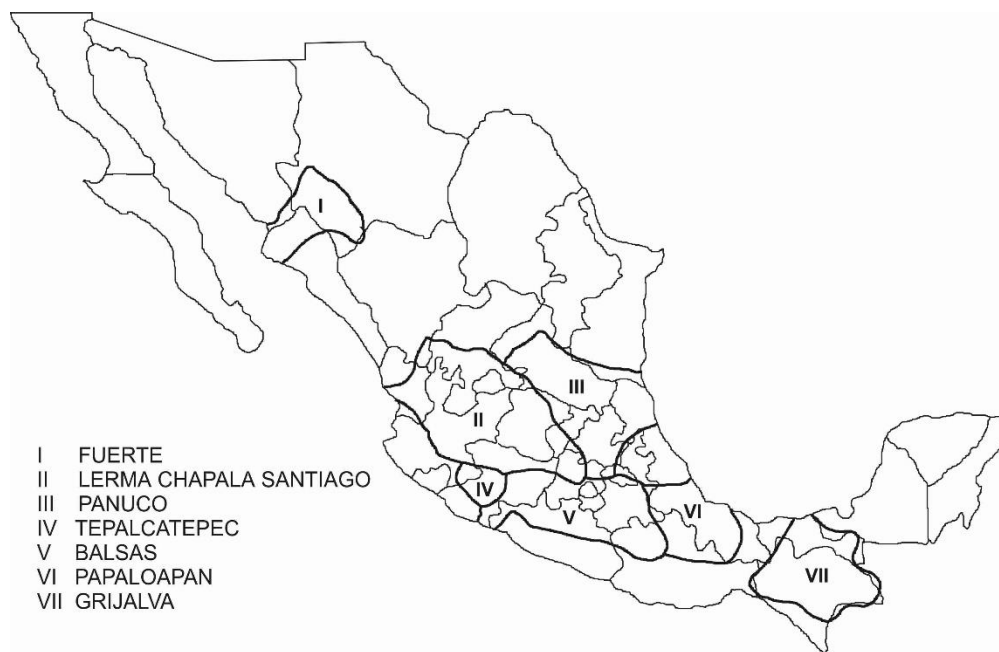 I
III
II
IV
V
VI
VII
I FUERTE
II LERMA CHAPALA SANTIAGO
III PANUCO
IV TEPALCATEPEC
V BALSAS
VI PAPALOAPAN
VII GRIJALVA